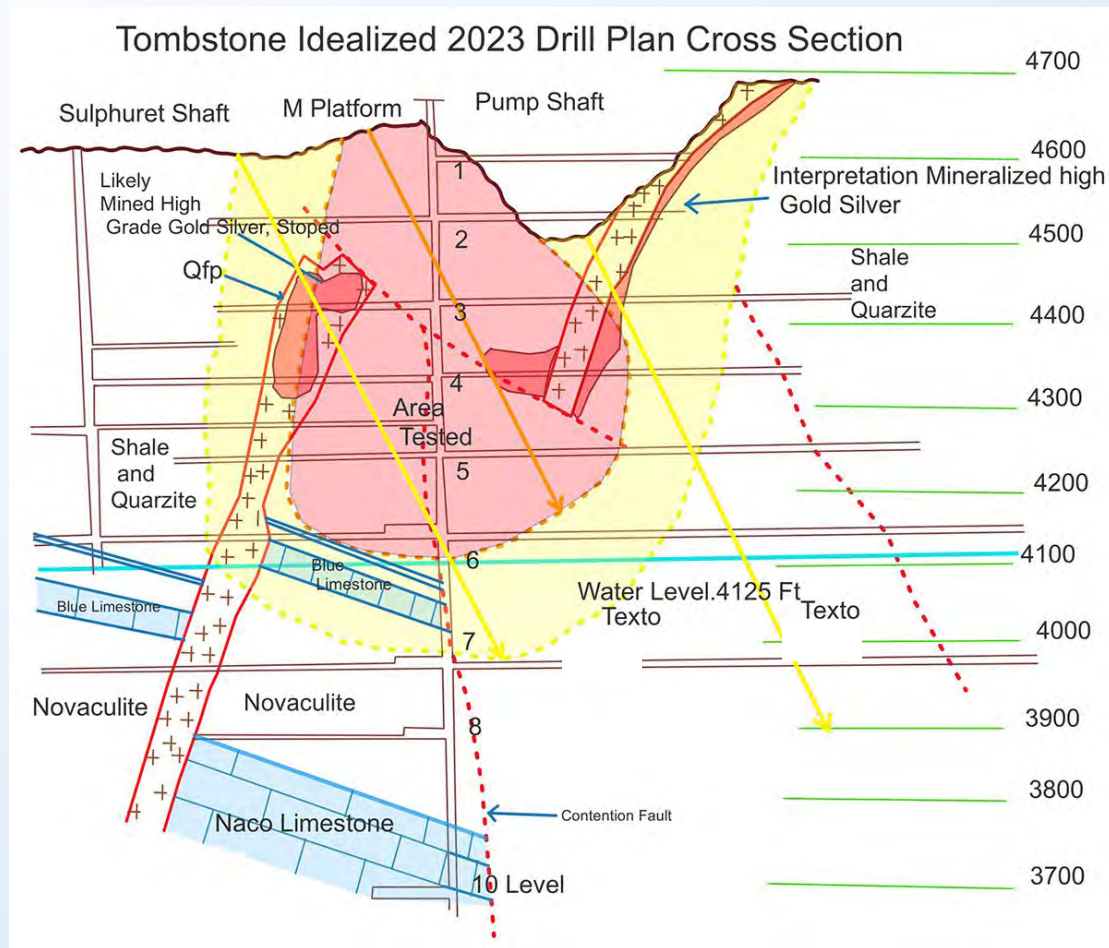 Tombstone Idealized 2023 Drill Plan Cross Section
4700
Sulphuret Shaft
M Platform
Pump Shaft
4600
1
Likely
Mined High
Grade Gold Silver, Stoped
Interpretation Mineralized high
Gold Silver
2
4500
Qfp
Shale
and
Quarzite
3
4400
4
4300
Area
Tested
Shale
and
Quarzite
5
4200
6
4100
Blue
Limestone
Blue Limestone
Water Level.4125 Ft
Texto
Texto
7
4000
Novaculite
Novaculite
8
3900
3800
Naco Limestone
Contention Fault
10 Level
3700